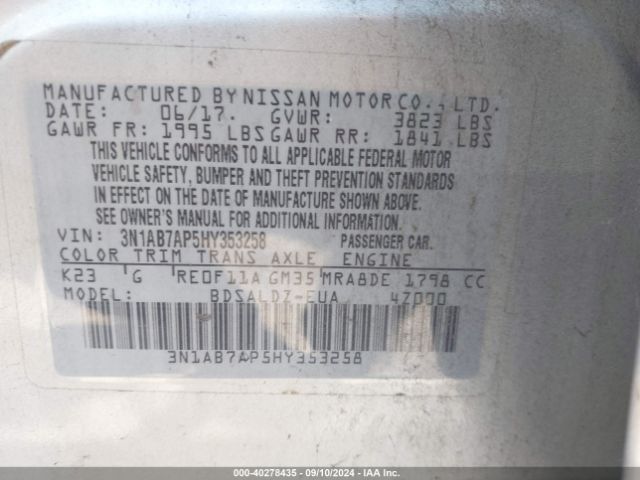 MANUFACTURED BY NISSAN MOTOR CO., LTD.
DATE: 06/17. GVWR: 3823 LBS
GAWR FR: 1995 LBS GAWR RR: 1841 LBS
THIS VEHICLE CONFORMS TO ALL APPLICABLE FEDERAL MOTOR
VEHICLE SAFETY, BUMPER AND THEFT PREVENTION STANDARDS
IN EFFECT ON THE DATE OF MANUFACTURE SHOWN ABOVE.
SEE OWNER'S MANUAL FOR ADDITIONAL INFORMATION.
VIN: 3N1AB7AP5HY353258 PASSENGER CAR.
COLOR TRIM TRANS AXLE ENGINE
K23 G RE0F11A GM35 MRA8DE 1798 CC
MODEL: BDSALDZ-EUA 4Z000
3N1AB7AP5HY353258
000-40278435 - 09/10/2024 - IAA Inc.